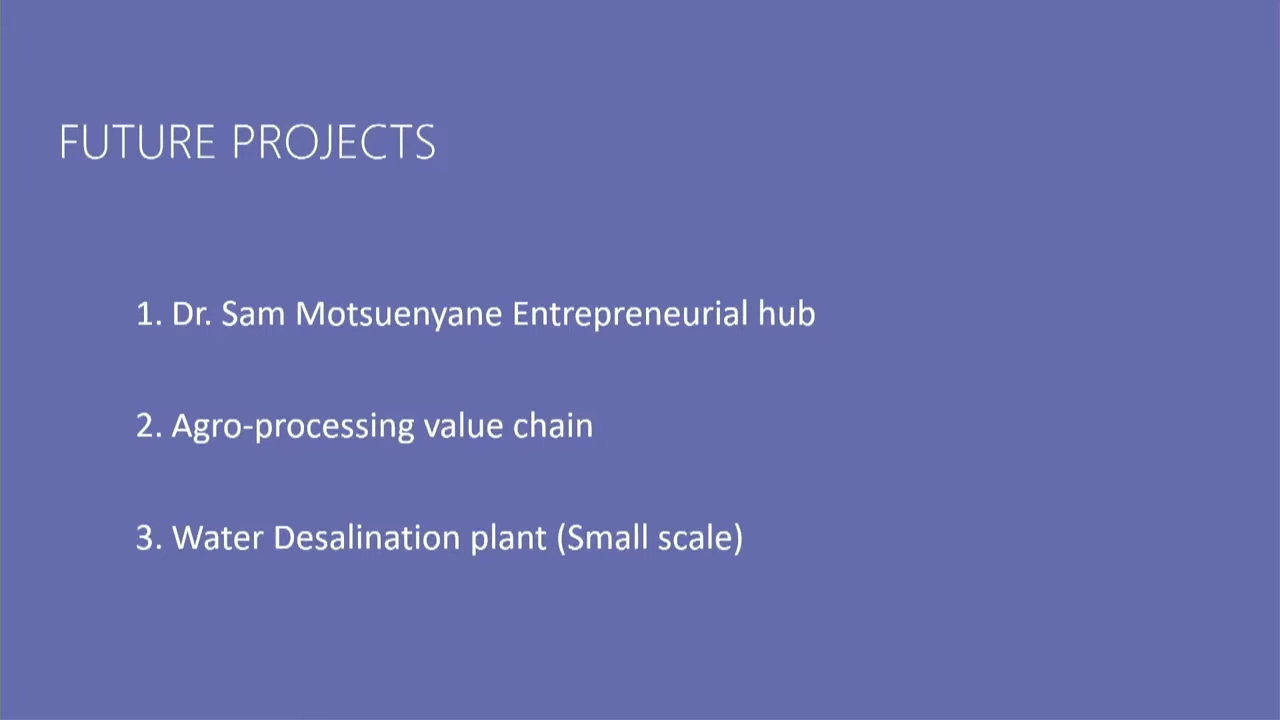 FUTURE PROJECTS
1. Dr. Sam Motsuenyane Entrepreneurial hub
2. Agro-processing value chain
3. Water Desalination plant (Small scale)